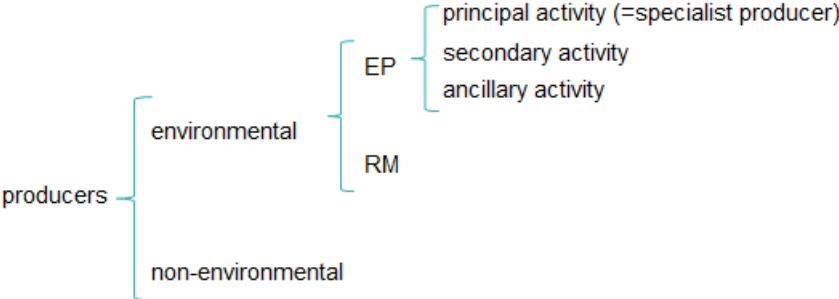 principal activity (=specialist producer)
EP
secondary activity
ancillary activity
environmental
RM
producers
non-environmental